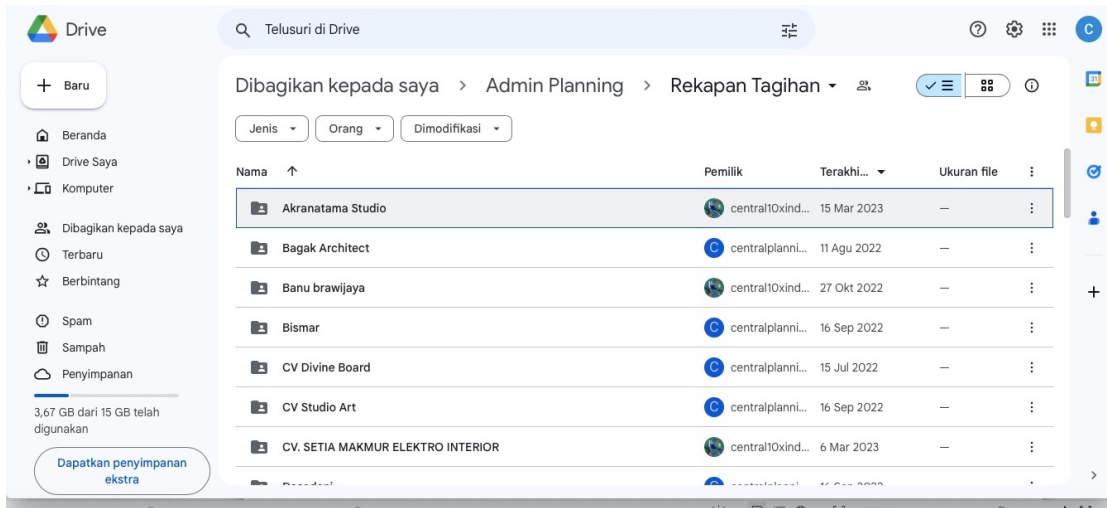 Drive
Telusuri di Drive
C
Baru
Dibagikan kepada saya > Admin Planning > Rekapan Tagihan
31
Jenis Orang Dimodifikasi
Beranda
Drive Saya
Komputer
Dibagikan kepada saya
Terbaru
Berbintang
Spam
Sampah
Penyimpanan
3,67 GB dari 15 GB telah
digunakan
Dapatkan penyimpanan
ekstra
Nama Pemilik Terakhi... Ukuran file
Akranatama Studio central10xind... 15 Mar 2023 —
Bagak Architect C centralplanni... 11 Agu 2022 —
Banu brawijaya central10xind... 27 Okt 2022 —
Bismar C centralplanni... 16 Sep 2022 —
CV Divine Board C centralplanni... 15 Jul 2022 —
CV Studio Art C centralplanni... 16 Sep 2022 —
CV. SETIA MAKMUR ELEKTRO INTERIOR central10xind... 6 Mar 2023 —